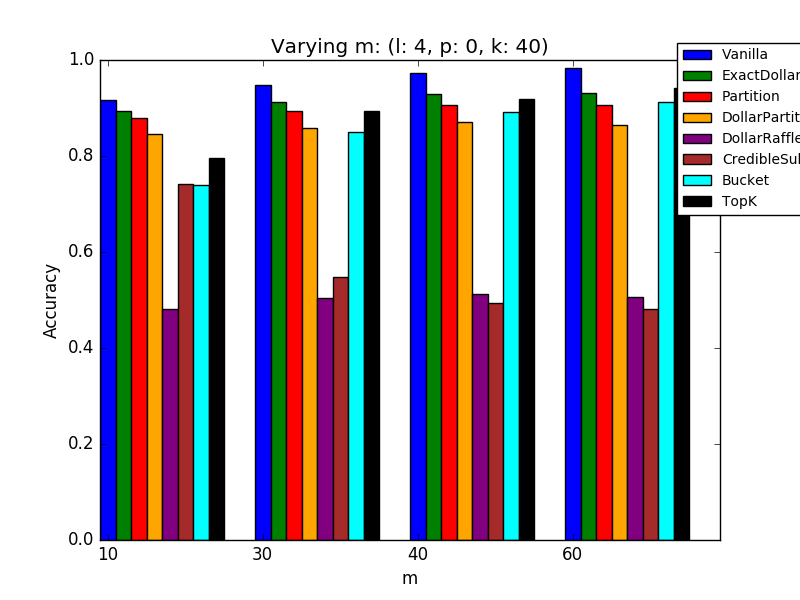 Varying m: (l: 4, p: 0, k: 40)
Vanilla
ExactDollar
Partition
DollarPartit
DollarRaffle
CredibleSu
Bucket
TopK
1.0
0.8
0.6
0.4
0.2
0.0
Accuracy
10 30 40 60
m